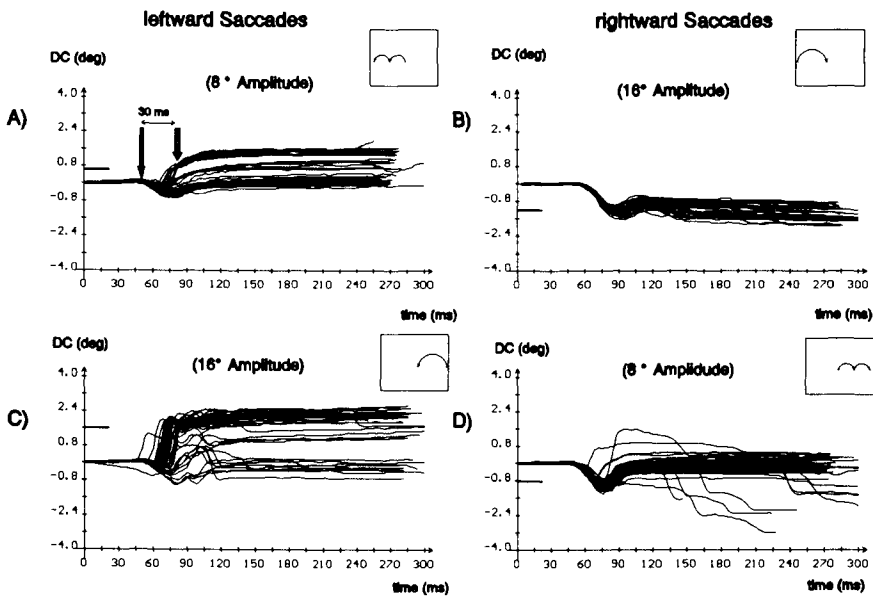 leftward Saccades
rightward Saccades
DC (deg)
(8 ° Amplitude)
DC (deg)
(16° Amplitude)
A)
30 ms
4.0
2.4
0.8
-0.8
-2.4
-4.0
0 30 60 90 120 150 180 210 240 270 300
time (ms)
B)
4.0
2.4
0.8
-0.8
-2.4
-4.0
0 30 60 90 120 150 180 210 240 270 300
time (ms)
DC (deg)
(16° Amplitude)
DC (deg)
(8 ° Amplidude)
C)
4.0
2.4
0.8
-0.8
-2.4
-4.0
0 30 60 90 120 150 180 210 240 270 300
time (ms)
D)
4.0
2.4
0.8
-0.8
-2.4
-4.0
0 30 60 90 120 150 180 210 240 270 300
time (ms)